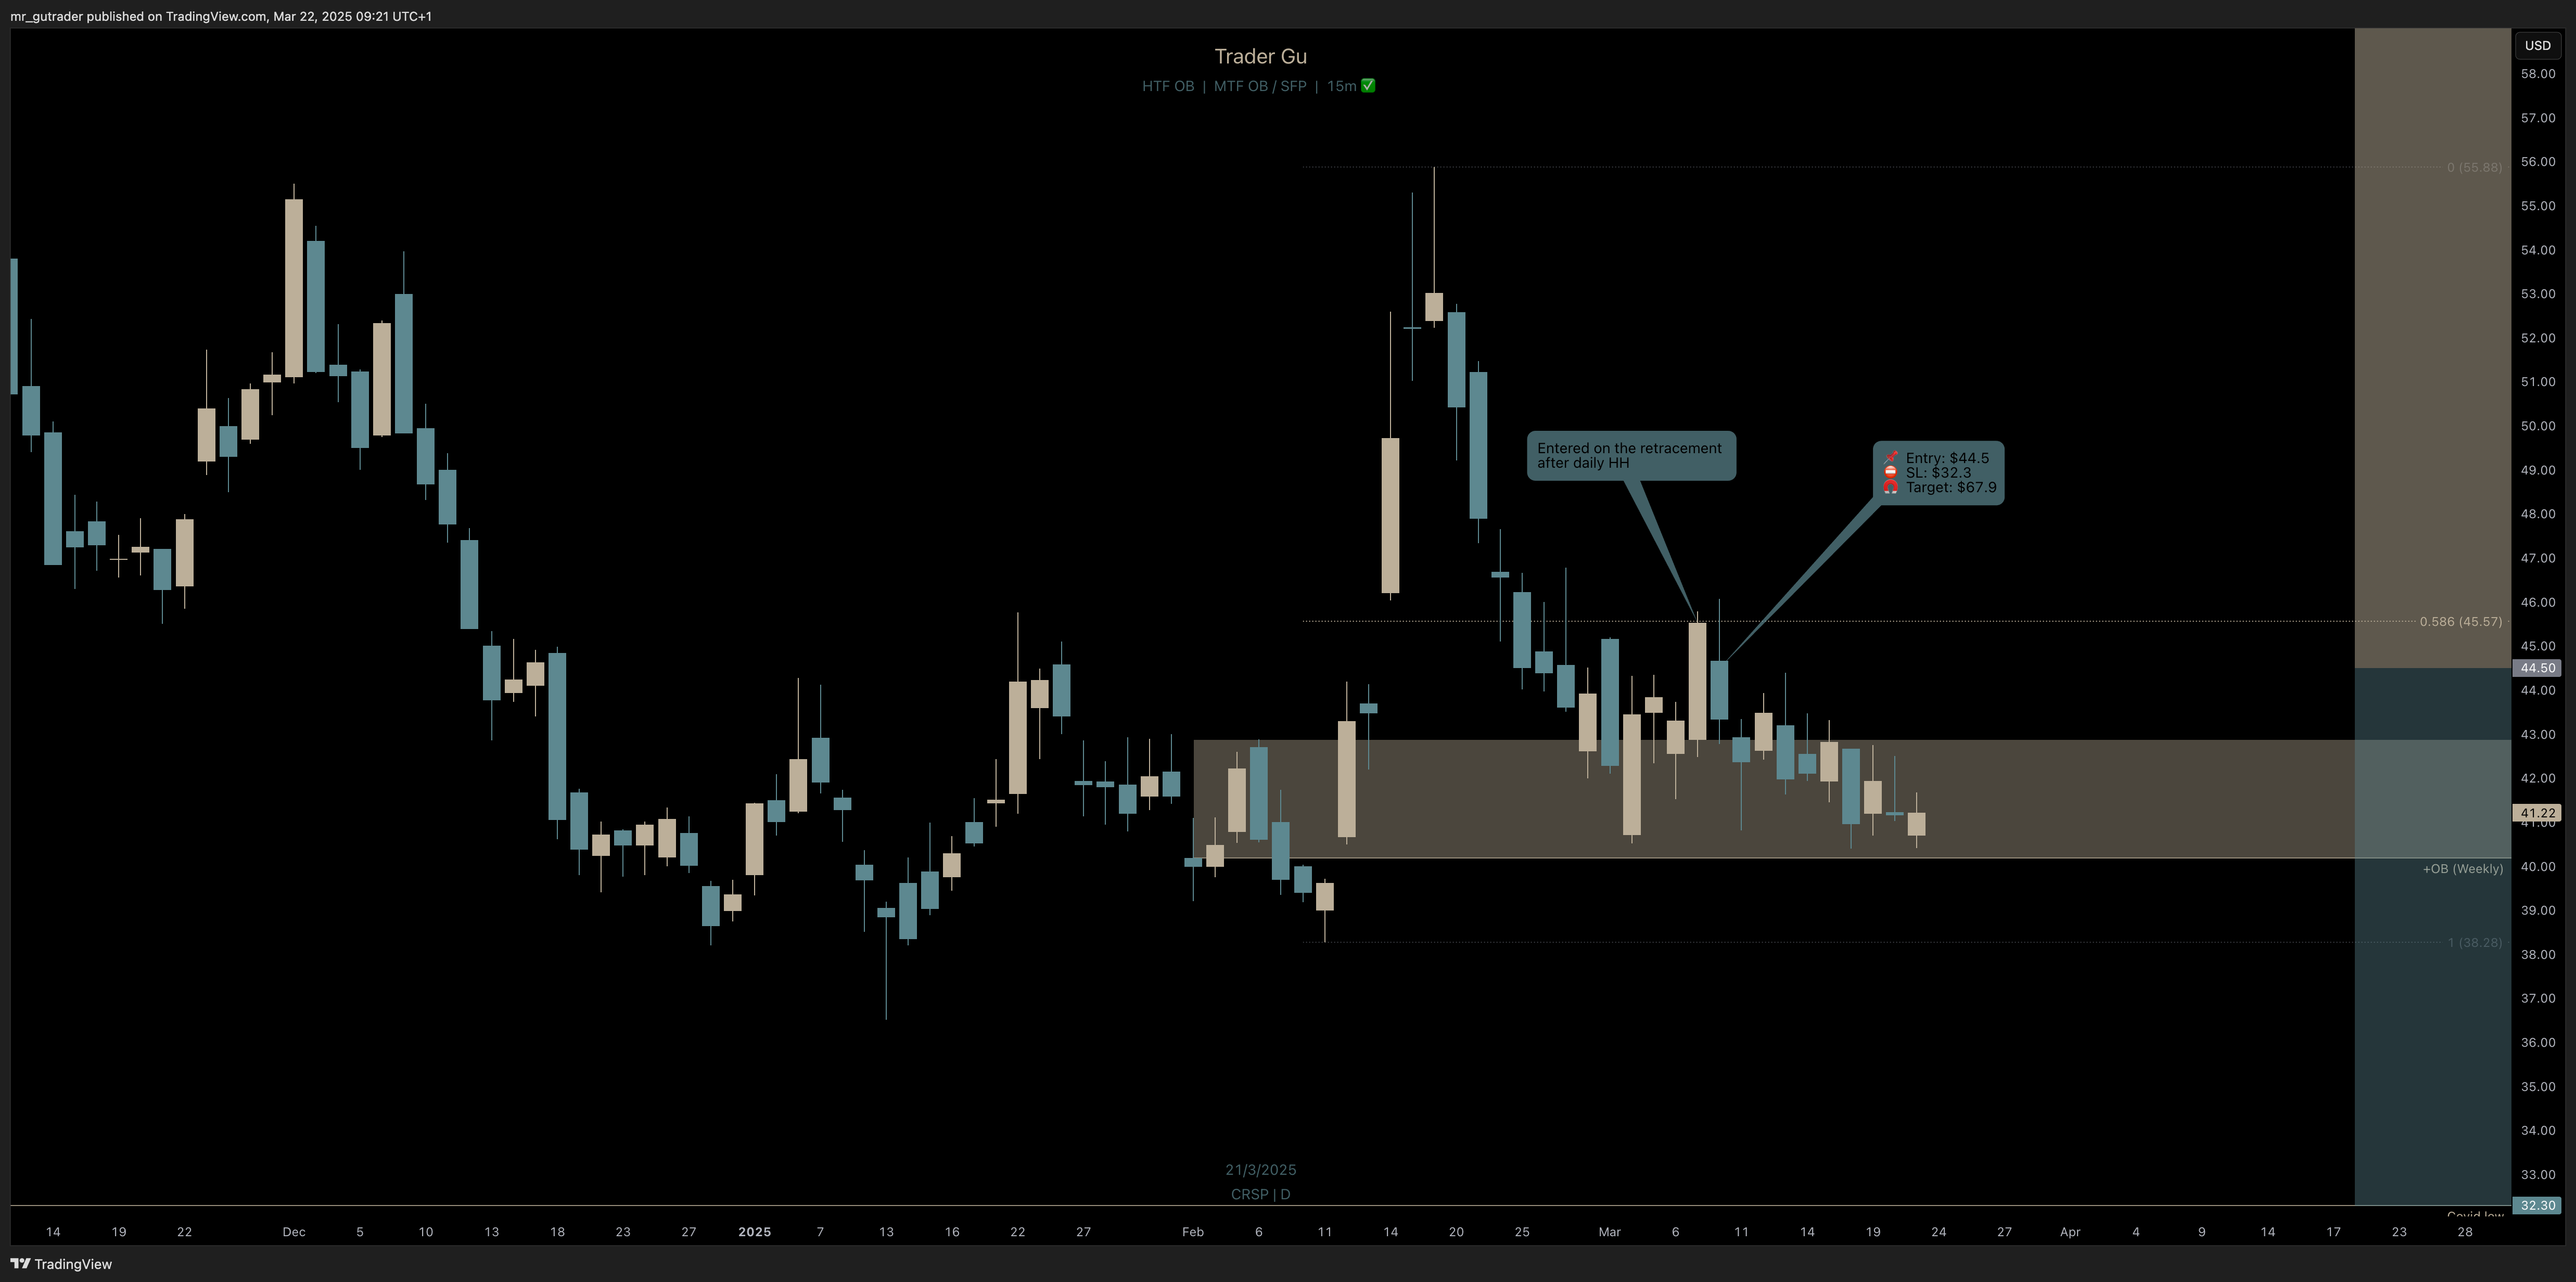 mr_gutrader published on TradingView.com, Mar 22, 2025 09:21 UTC+1
Trader Gu
HTF OB | MTF OB / SFP | 15m ✅
USD
58.00
57.00
56.00
0 (55.88)
55.00
54.00
53.00
52.00
51.00
50.00
Entered on the retracement
after daily HH
📌 Entry: $44.5
⛔ SL: $32.3
🧲 Target: $67.9
49.00
48.00
47.00
46.00
0.586 (45.57)
45.00
44.50
44.00
43.00
42.00
41.22
41.00
40.00
+OB (Weekly)
39.00
1 (38.28)
38.00
37.00
36.00
35.00
34.00
33.00
21/3/2025
CRSP | D
32.30
Covid low
14 19 22 Dec 5 10 13 18 23 27 2025 7 13 16 22 27 Feb 6 11 14 20 25 Mar 6 11 14 19 24 27 Apr 4 9 14 17 23 28
TradingView